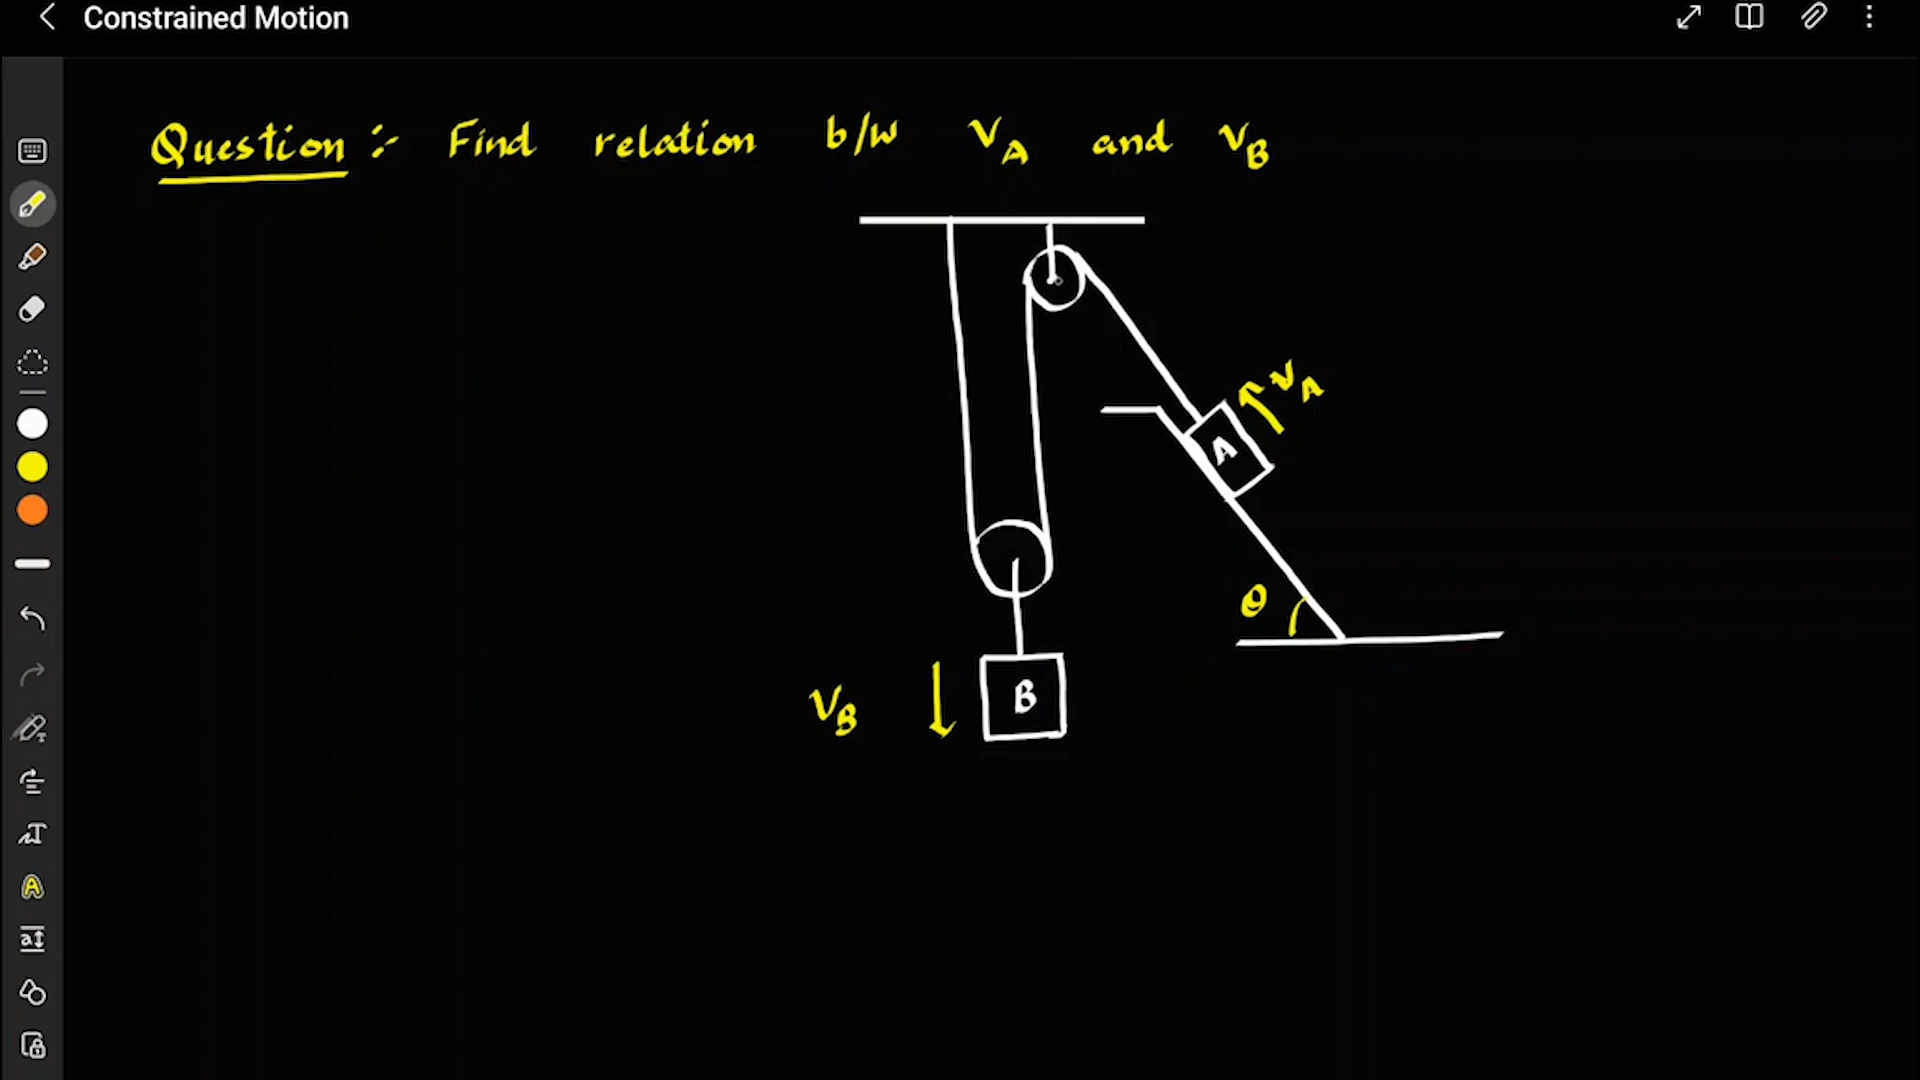 Constrained Motion
Question :- Find relation b/w VA and VB
VA
A
θ
B
VB